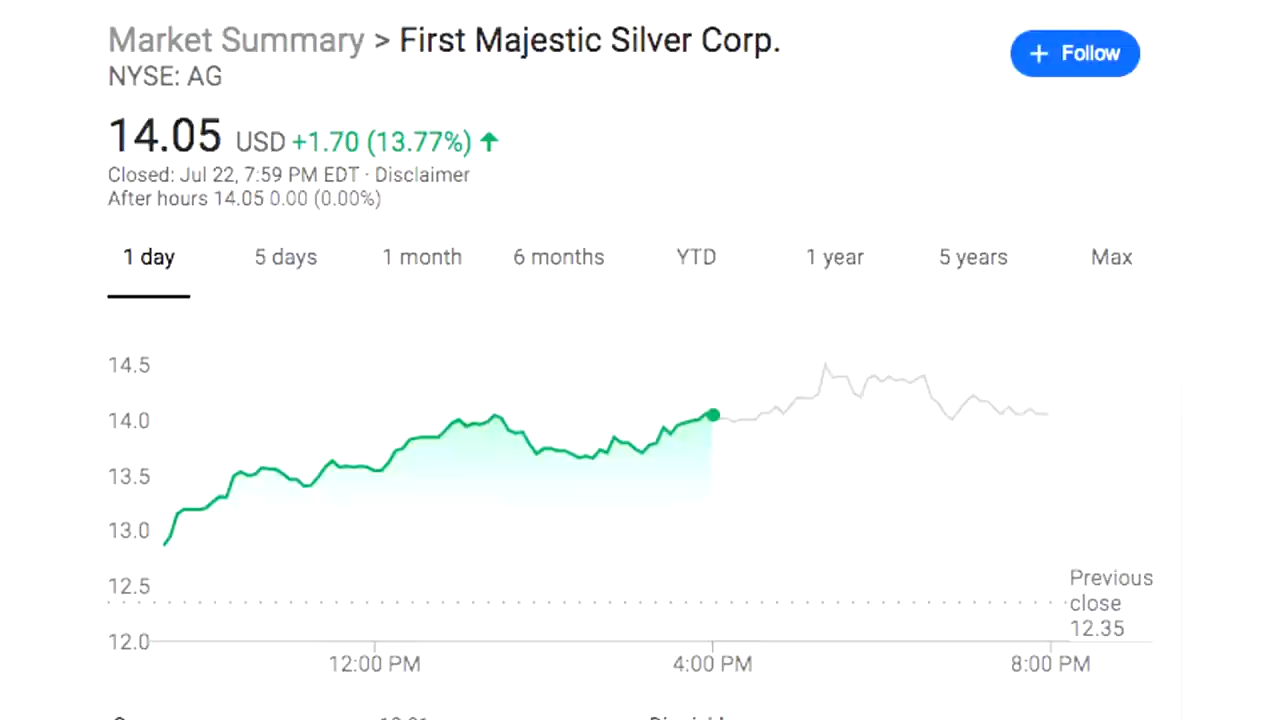 Market Summary > First Majestic Silver Corp.
+ Follow
NYSE: AG
14.05 USD +1.70 (13.77%)
Closed: Jul 22, 7:59 PM EDT · Disclaimer
After hours 14.05 0.00 (0.00%)
1 day 5 days 1 month 6 months YTD 1 year 5 years Max
14.5
14.0
13.5
13.0
12.5
12.0
Previous
close
12.35
12:00 PM 4:00 PM 8:00 PM